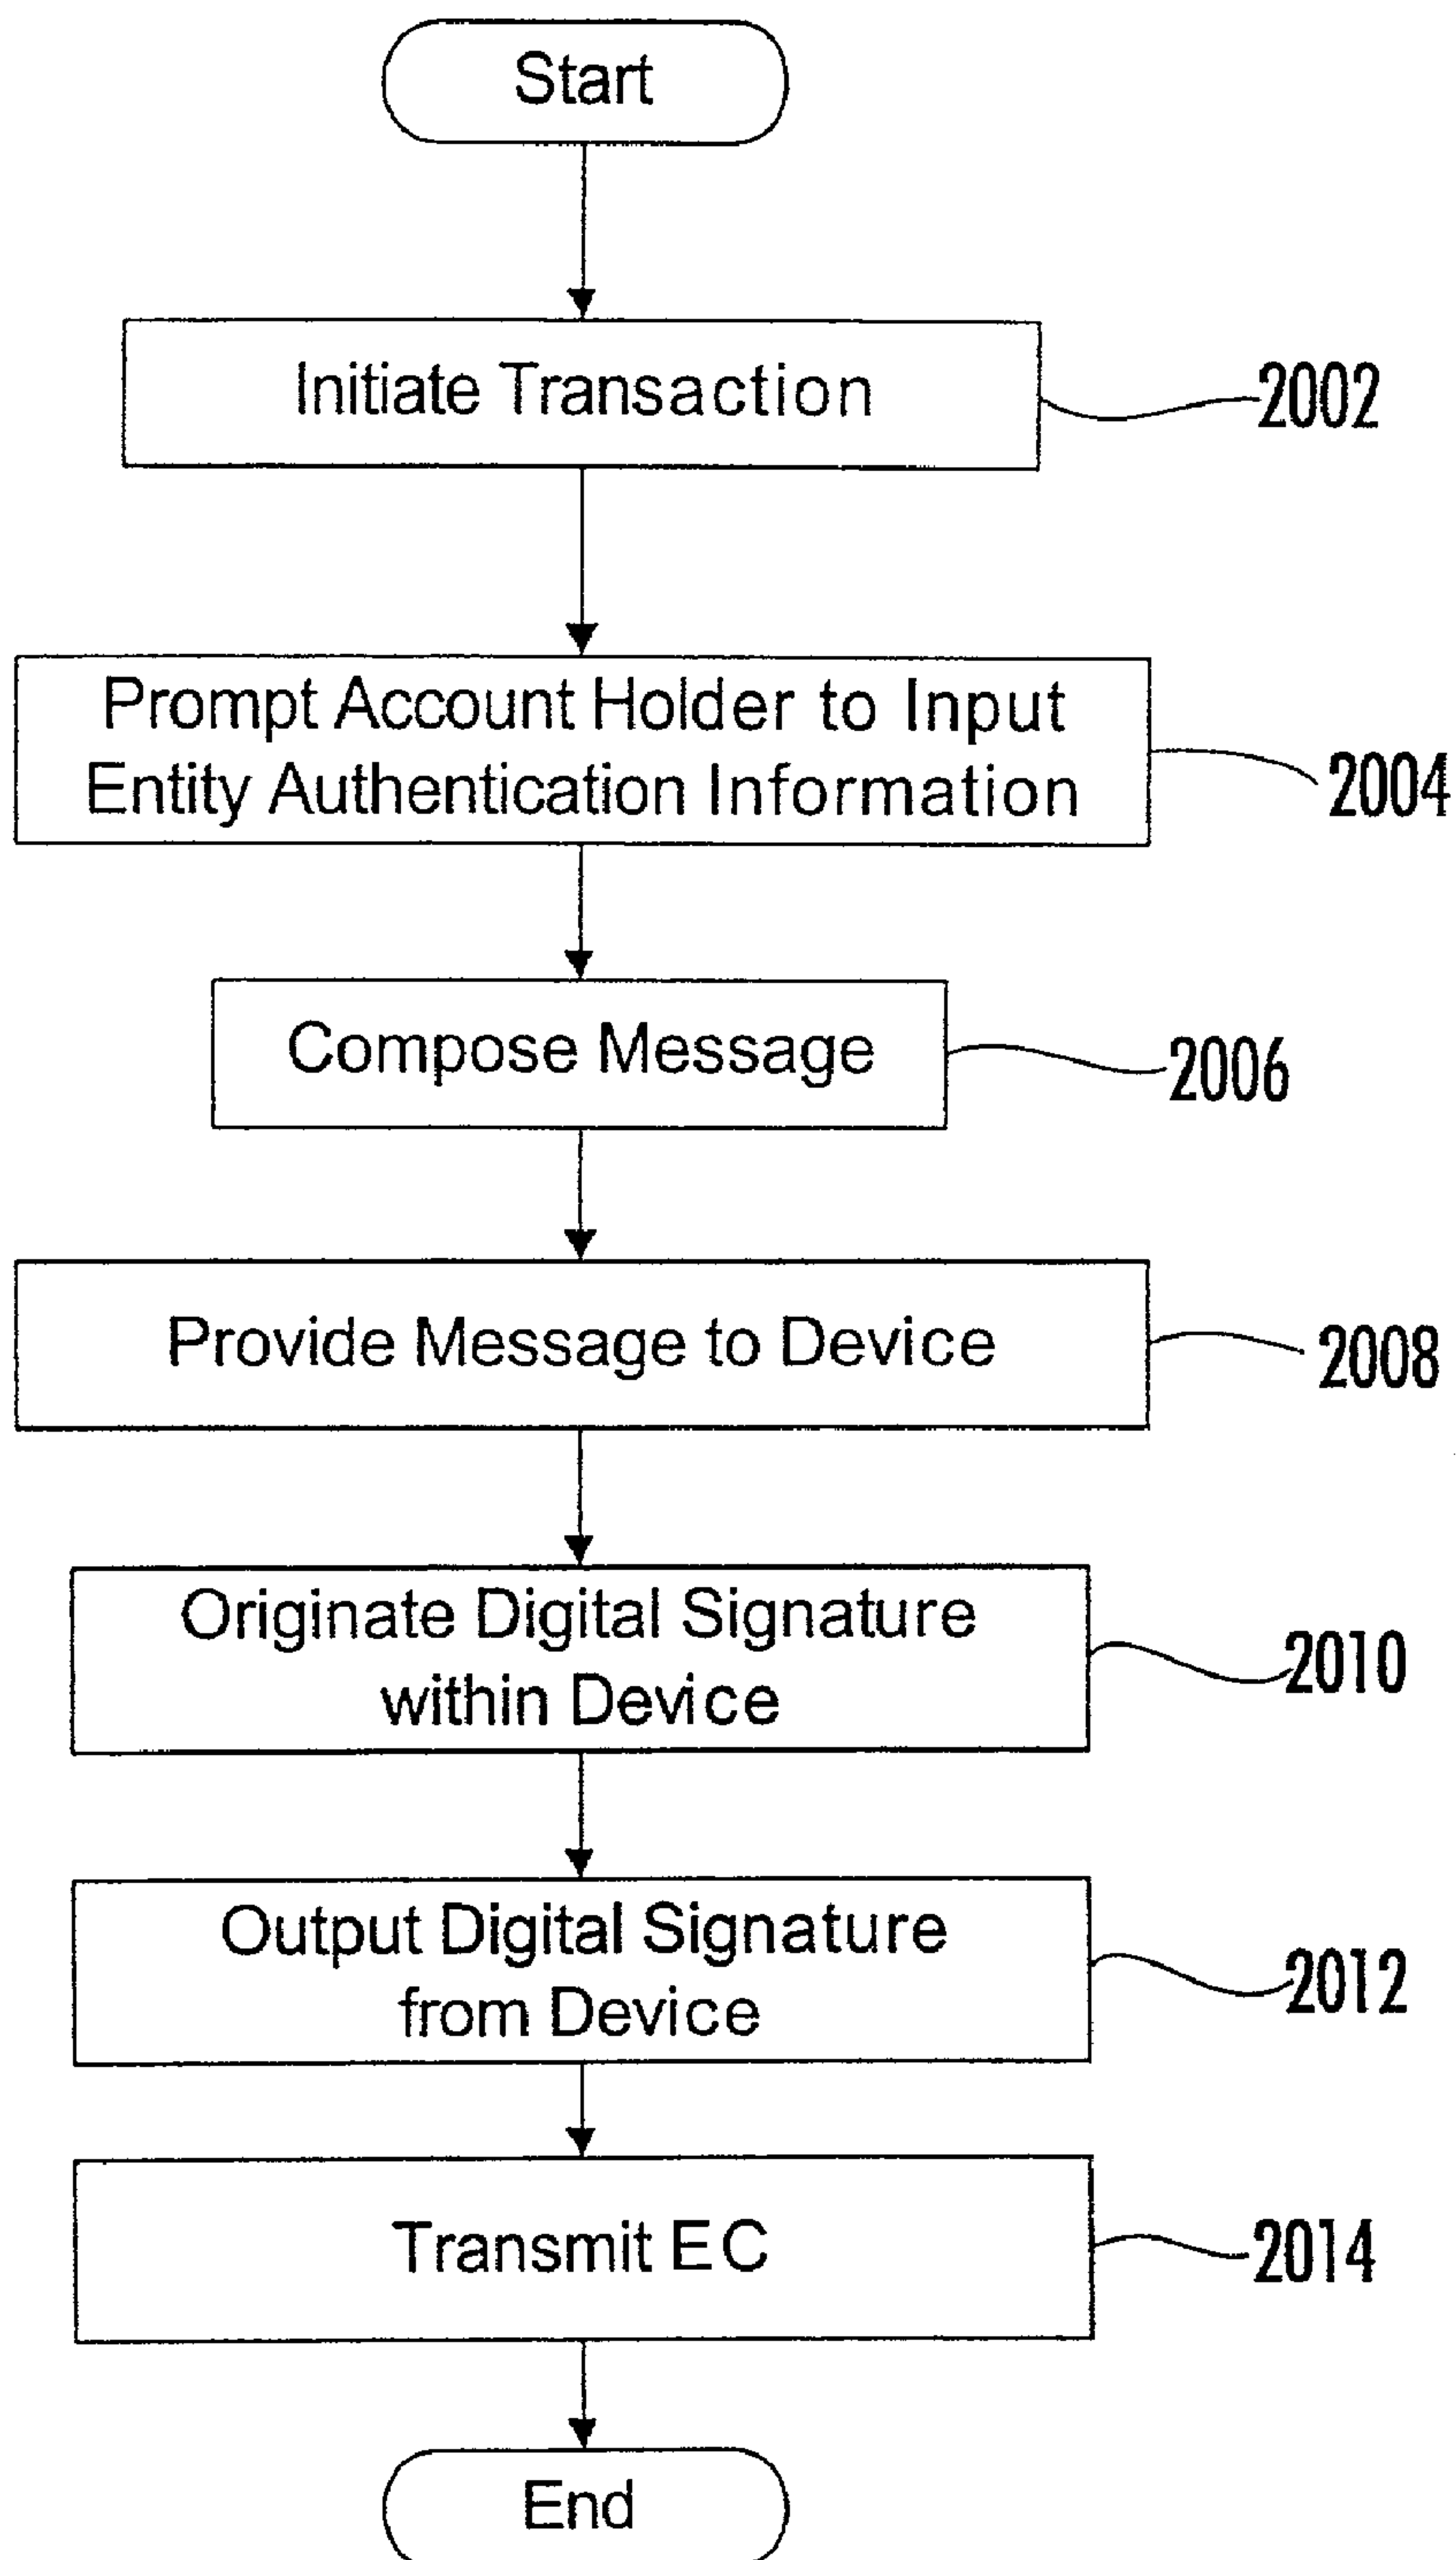 Start
Initiate Transaction
2002
Prompt Account Holder to Input
Entity Authentication Information
2004
Compose Message
2006
Provide Message to Device
2008
Originate Digital Signature
within Device
2010
Output Digital Signature
from Device
2012
Transmit EC
2014
End